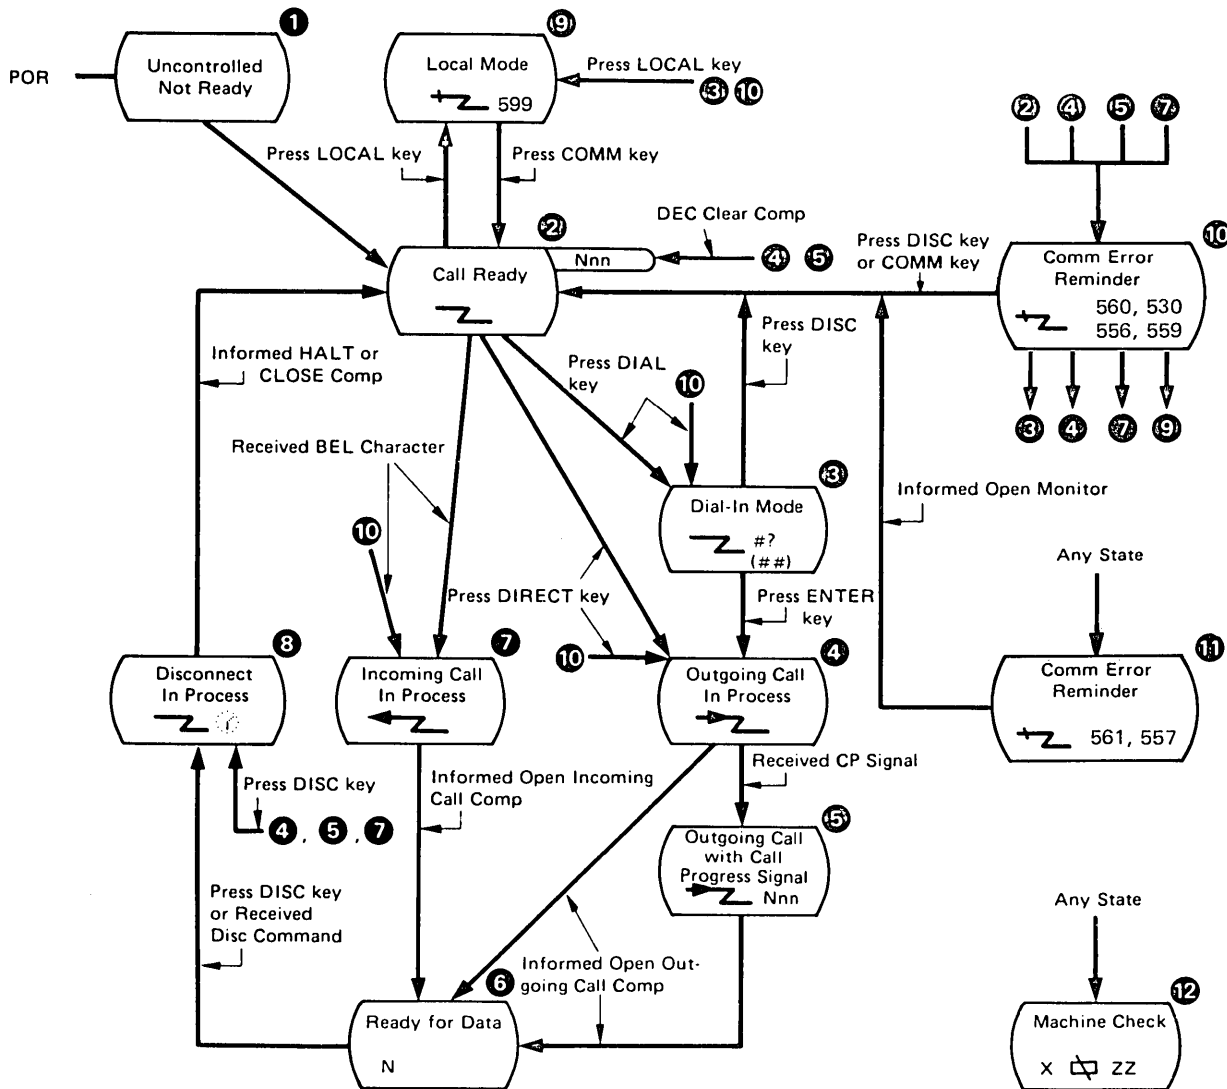 1
POR
Uncontrolled
Not Ready
9
Local Mode
599
Press LOCAL key
3 10
Press LOCAL key
Press COMM key
2 4 5 7
2
DEC Clear Comp
Nnn
4 5
Call Ready
Press DISC key
or COMM key
10
Comm Error
Reminder
560, 530
556, 559
3 4 7 9
Informed HALT or
CLOSE Comp
Press DIAL
key
10
Press DISC
key
Received BEL Character
10
3
Dial-In Mode
#?
(##)
Informed Open Monitor
Any State
Press DIRECT key
10
Press ENTER
key
8
Disconnect
In Process
7
Incoming Call
In Process
4
Outgoing Call
In Process
11
Comm Error
Reminder
561, 557
Press DISC key
4, 5, 7
Informed Open Incoming
Call Comp
Received CP Signal
5
Outgoing Call
with Call
Progress Signal
Nnn
Press DISC key
or Received
Disc Command
Informed Open Out-
going Call Comp
6
Ready for Data
N
Any State
12
Machine Check
X ZZ